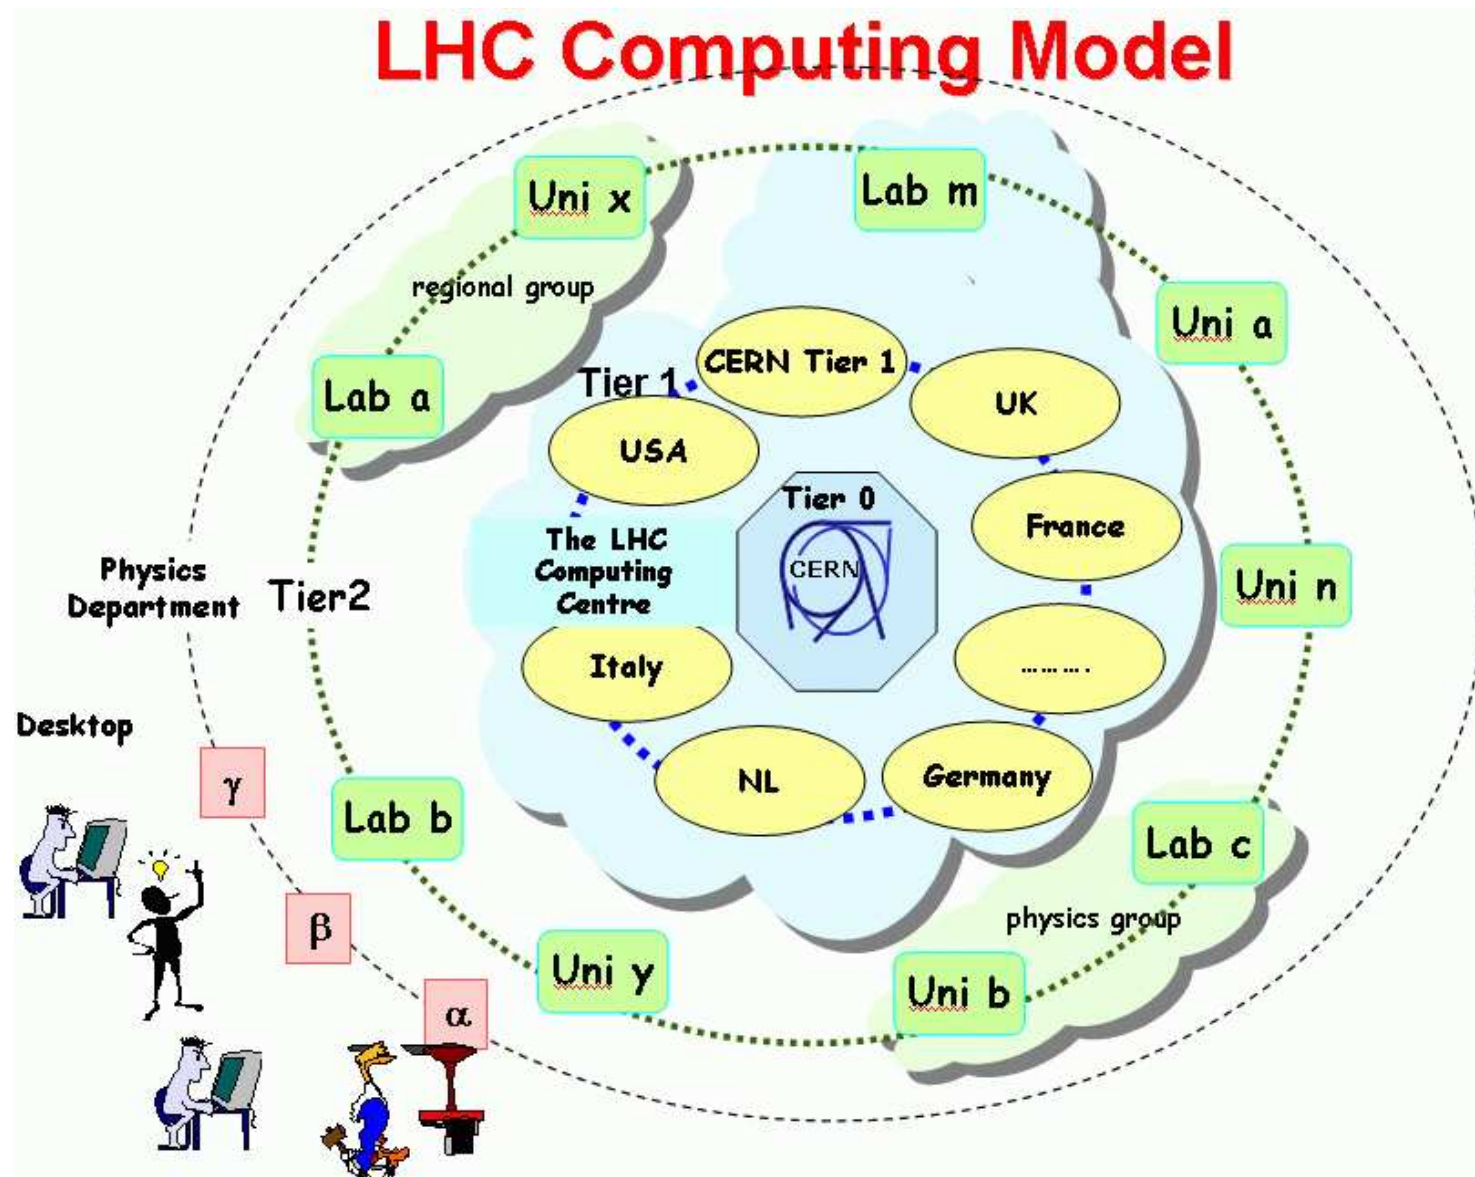 LHC Computing Model
Uni x
Lab m
regional group
Uni a
CERN Tier 1
Tier 1
Lab a
UK
USA
Tier 0
France
The LHC
Computing
Centre
CERN
Physics
Department
Tier2
Uni n
Italy
……….
Desktop
γ
NL
Germany
Lab b
Lab c
β
physics group
Uni y
Uni b
α